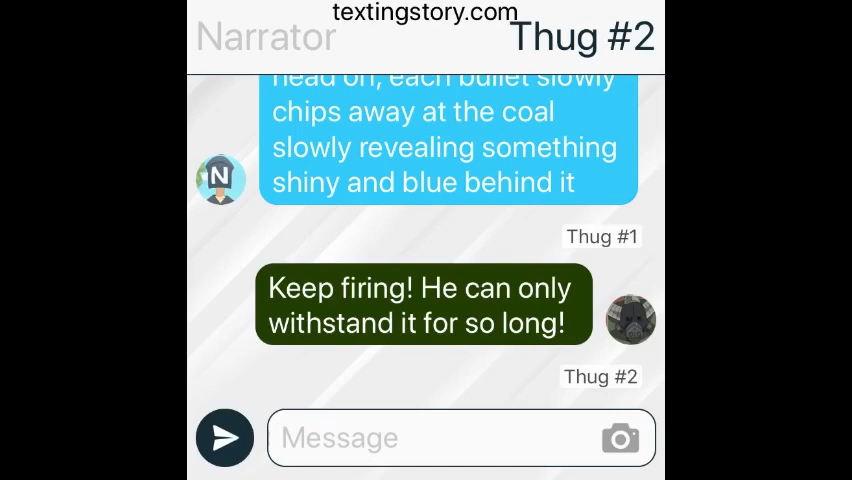 textingstory.com
Narrator Thug #2
head on, each bullet slowly
chips away at the coal
slowly revealing something
shiny and blue behind it
N
Thug #1
Keep firing! He can only
withstand it for so long!
Thug #2
Message